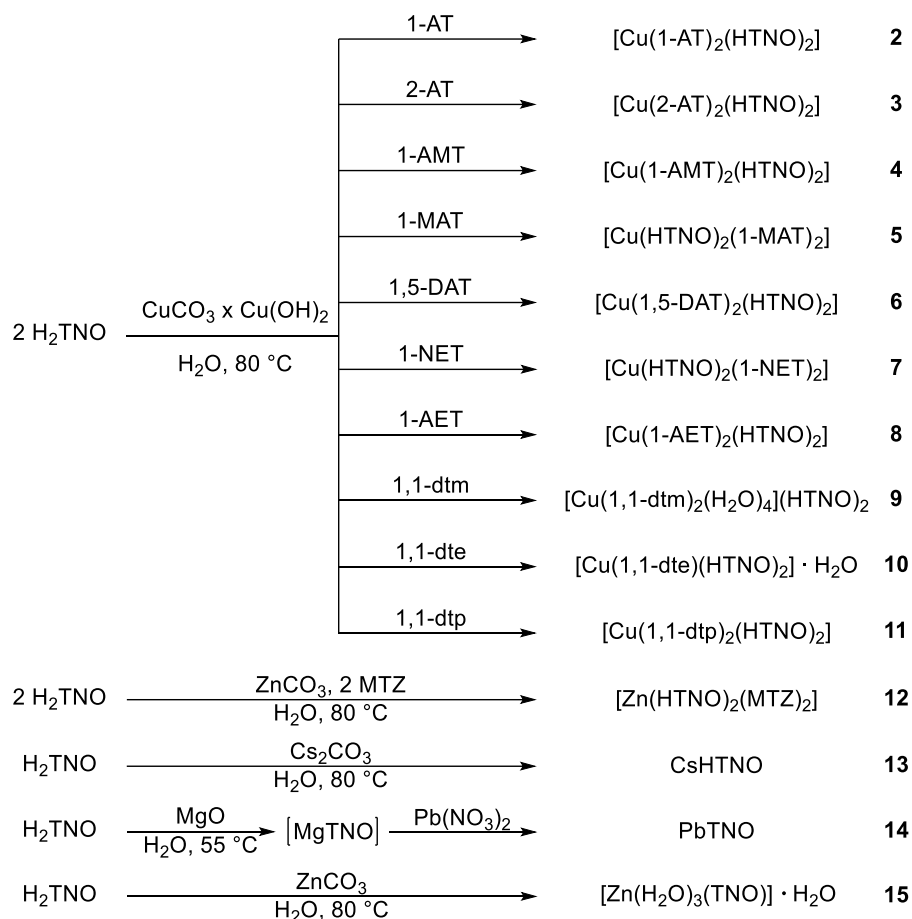 1-AT
[Cu(1-AT)₂(HTNO)₂] 2
2-AT
[Cu(2-AT)₂(HTNO)₂] 3
1-AMT
[Cu(1-AMT)₂(HTNO)₂] 4
1-MAT
[Cu(HTNO)₂(1-MAT)₂] 5
1,5-DAT
[Cu(1,5-DAT)₂(HTNO)₂] 6
2 H₂TNO
CuCO₃ x Cu(OH)₂
H₂O, 80 °C
1-NET
[Cu(HTNO)₂(1-NET)₂] 7
1-AET
[Cu(1-AET)₂(HTNO)₂] 8
1,1-dtm
[Cu(1,1-dtm)₂(H₂O)₄](HTNO)₂ 9
1,1-dte
[Cu(1,1-dte)(HTNO)₂] · H₂O 10
1,1-dtp
[Cu(1,1-dtp)₂(HTNO)₂] 11
2 H₂TNO
ZnCO₃, 2 MTZ
H₂O, 80 °C
[Zn(HTNO)₂(MTZ)₂] 12
H₂TNO
Cs₂CO₃
H₂O, 80 °C
CsHTNO 13
H₂TNO
MgO
H₂O, 55 °C
[MgTNO]
Pb(NO₃)₂
PbTNO 14
H₂TNO
ZnCO₃
H₂O, 80 °C
[Zn(H₂O)₃(TNO)] · H₂O 15